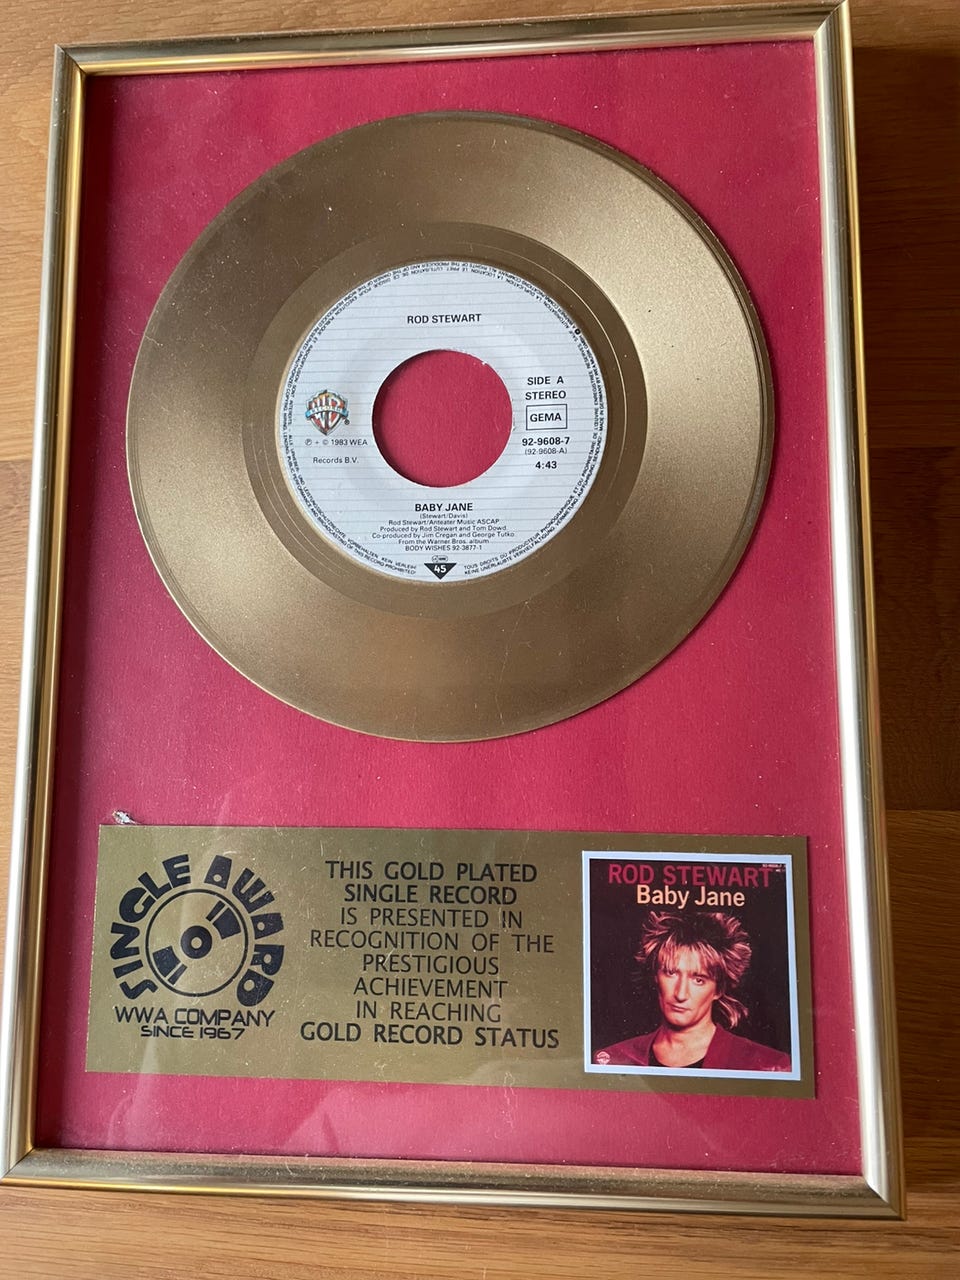 ROD STEWART
SIDE A
STEREO
GEMA
92-9608-7
(92-9608-A)
4:43
RECORDS
℗ + © 1983 WEA
Records B.V.
BABY JANE
(Stewart/Davis)
Rod Stewart/Anteater Music ASCAP
Produced by Rod Stewart and Tom Dowd.
Co-produced by Jim Cregan and George Tutko
From the Warner Bros. album
BODY WISHES 92-3877-1
45
SINGLE AWARD
WWA COMPANY
SINCE 1967
THIS GOLD PLATED
SINGLE RECORD
IS PRESENTED IN
RECOGNITION OF THE
PRESTIGIOUS
ACHIEVEMENT
IN REACHING
GOLD RECORD STATUS
ROD STEWART
Baby Jane